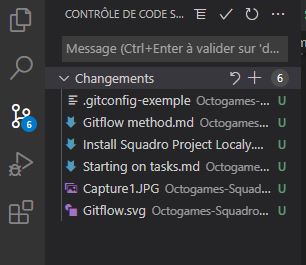 CONTRÔLE DE CODE S...
Message (Ctrl+Enter à valider sur 'd...
Changements 6
.gitconfig-exemple Octogames-... U
Gitflow method.md Octogames-... U
6
Install Squadro Project Localy.... U
Starting on tasks.md Octogame... U
Capture1.JPG Octogames-Squad... U
Gitflow.svg Octogames-Squadro... U